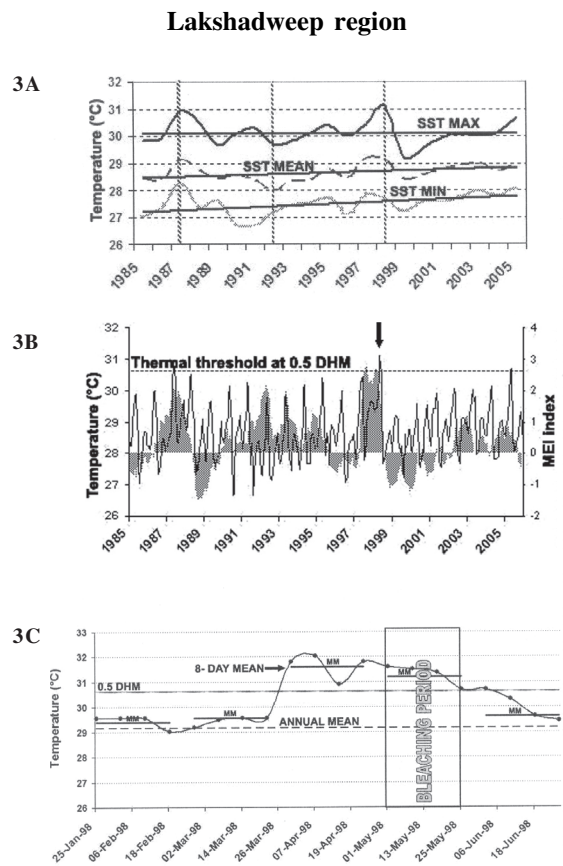 Lakshadweep region
3A
32
31
30
29
28
27
26
Temperature (°C)
SST MAX
SST MEAN
SST MIN
1985
1987
1989
1991
1993
1995
1997
1999
2001
2003
2005
3B
32
31
30
29
28
27
26
Temperature (°C)
Thermal threshold at 0.5 DHM
4
3
2
1
0
-1
-2
MEI Index
1985
1987
1989
1991
1993
1995
1997
1999
2001
2003
2005
3C
33
32
31
30
29
28
27
26
Temperature (°C)
8- DAY MEAN
MM
MM
MM
MM
MM
0.5 DHM
ANNUAL MEAN
BLEACHING PERIOD
25-Jan-98
06-Feb-98
18-Feb-98
02-Mar-98
14-Mar-98
26-Mar-98
07-Apr-98
19-Apr-98
01-May-98
13-May-98
25-May-98
06-Jun-98
18-Jun-98